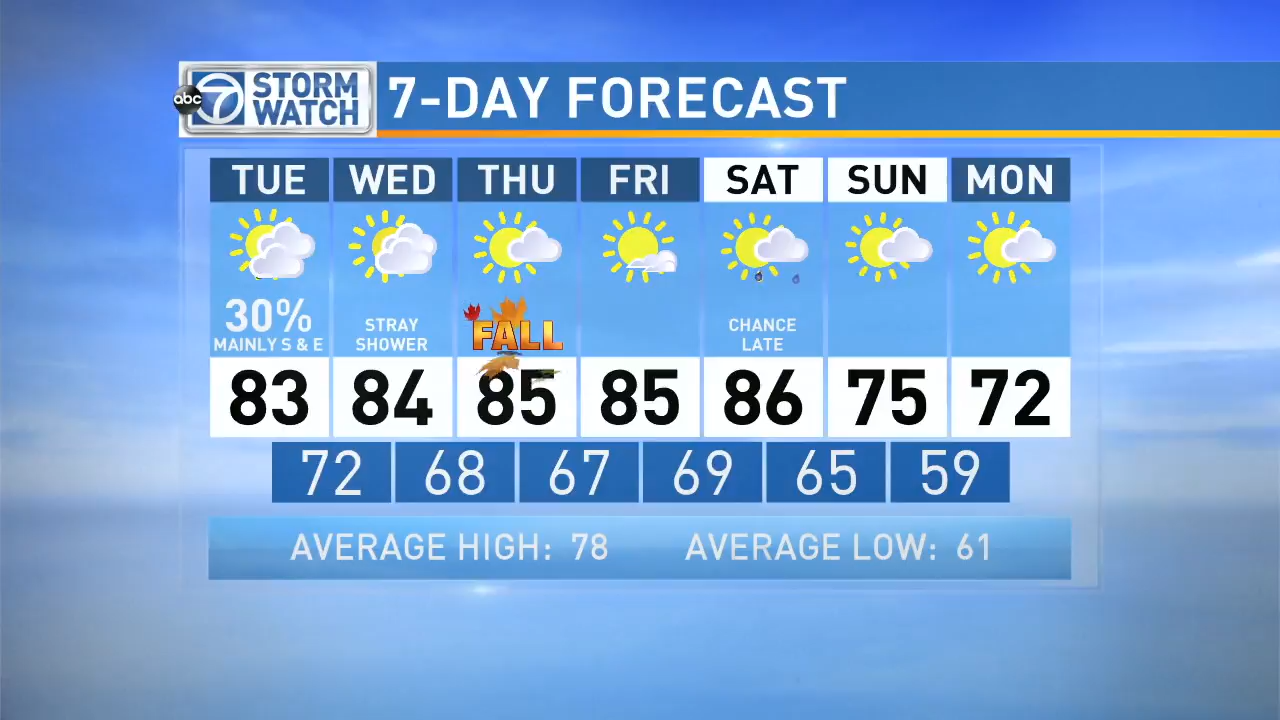 abc 7 STORM WATCH
7-DAY FORECAST
TUE WED THU FRI SAT SUN MON
30% MAINLY S & E
STRAY SHOWER
FALL
CHANCE LATE
83 84 85 85 86 75 72
72 68 67 69 65 59
AVERAGE HIGH: 78 AVERAGE LOW: 61